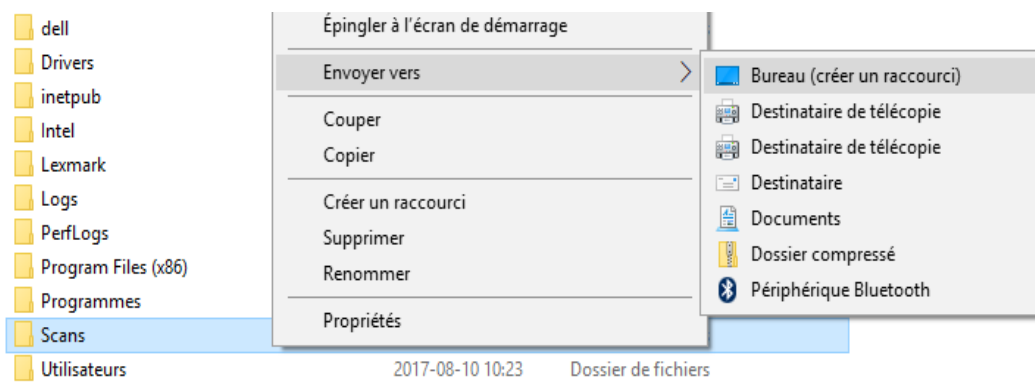 dell
Drivers
inetpub
Intel
Lexmark
Logs
PerfLogs
Program Files (x86)
Programmes
Scans
Utilisateurs 2017-08-10 10:23 Dossier de fichiers
Épingler à l'écran de démarrage
Envoyer vers
Couper
Copier
Créer un raccourci
Supprimer
Renommer
Propriétés
Bureau (créer un raccourci)
Destinataire de télécopie
Destinataire de télécopie
Destinataire
Documents
Dossier compressé
Périphérique Bluetooth